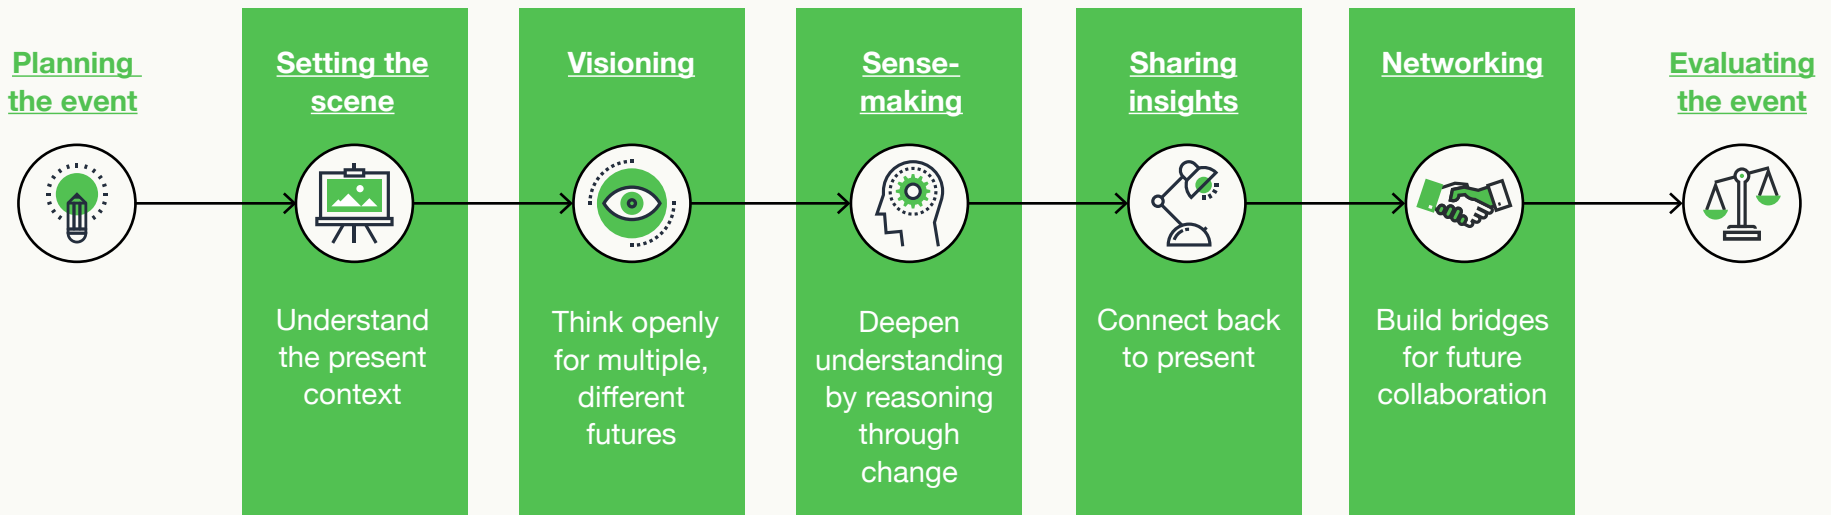 Planning
the event
Setting the
scene
Understand
the present
context
Visioning
Think openly
for multiple,
different
futures
Sense-
making
Deepen
understanding
by reasoning
through
change
Sharing
insights
Connect back
to present
Networking
Build bridges
for future
collaboration
Evaluating
the event